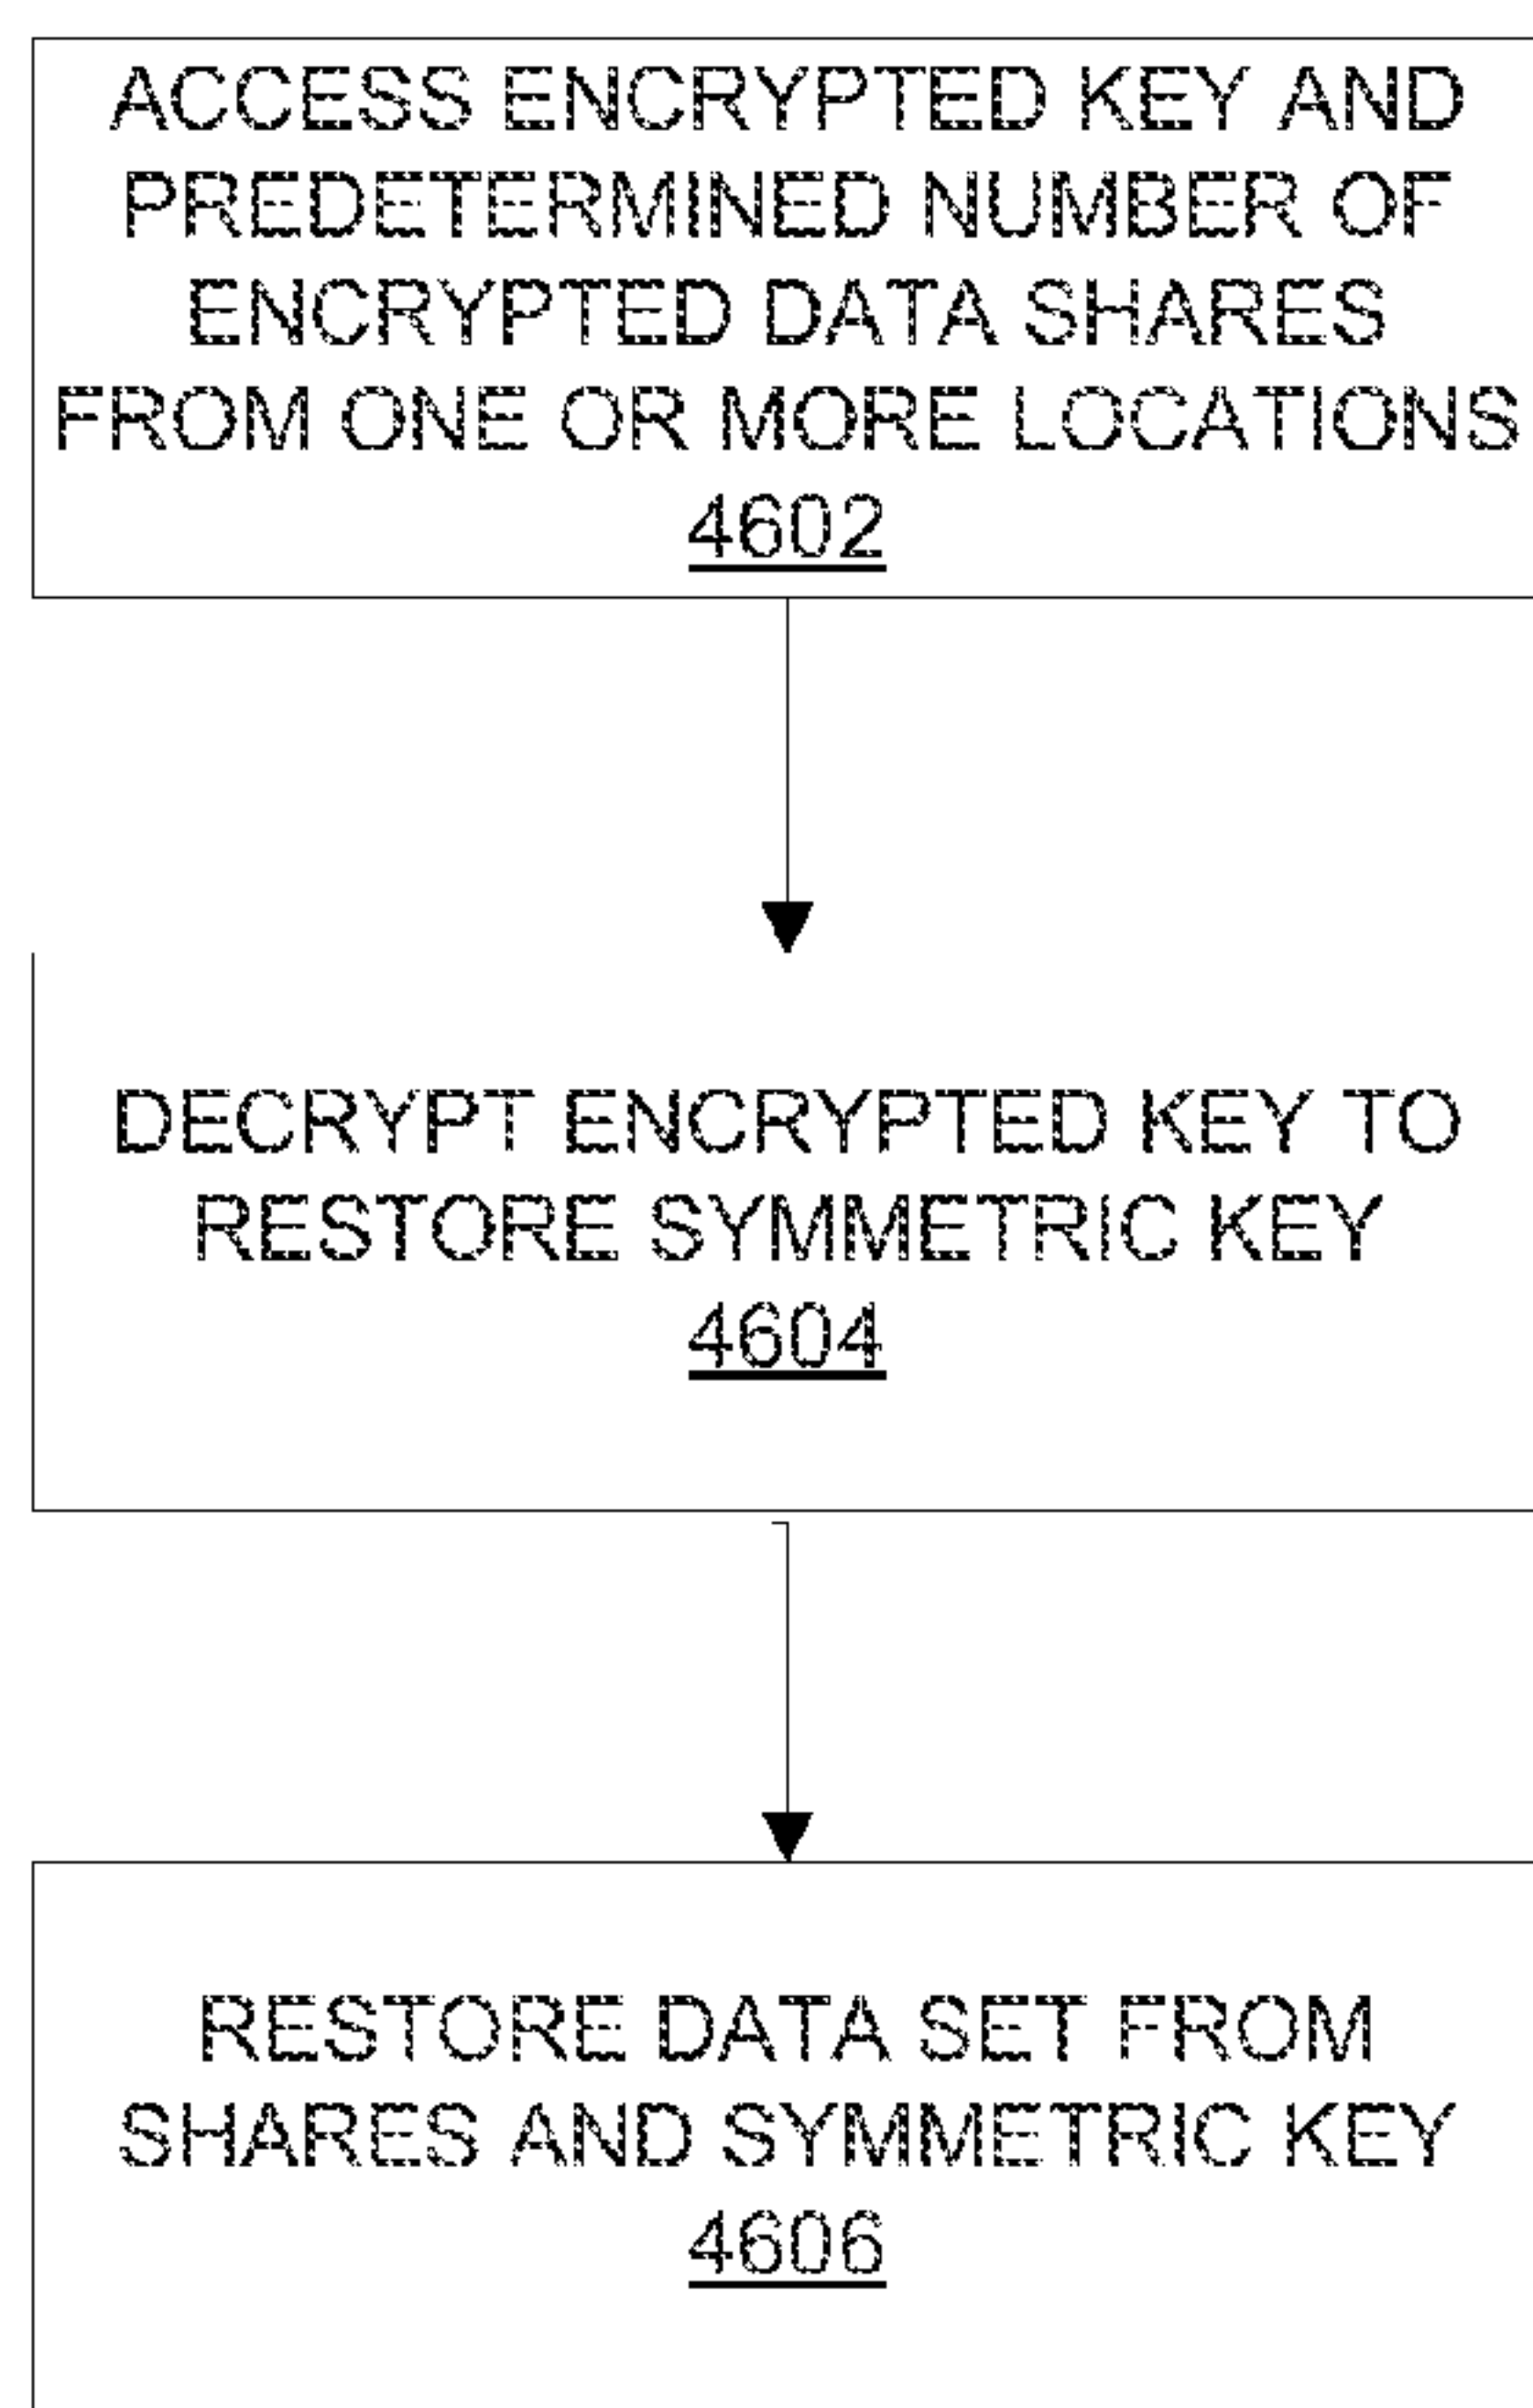 ACCESS ENCRYPTED KEY AND
PREDETERMINED NUMBER OF
ENCRYPTED DATA SHARES
FROM ONE OR MORE LOCATIONS
4602
DECRYPT ENCRYPTED KEY TO
RESTORE SYMMETRIC KEY
4604
RESTORE DATA SET FROM
SHARES AND SYMMETRIC KEY
4606